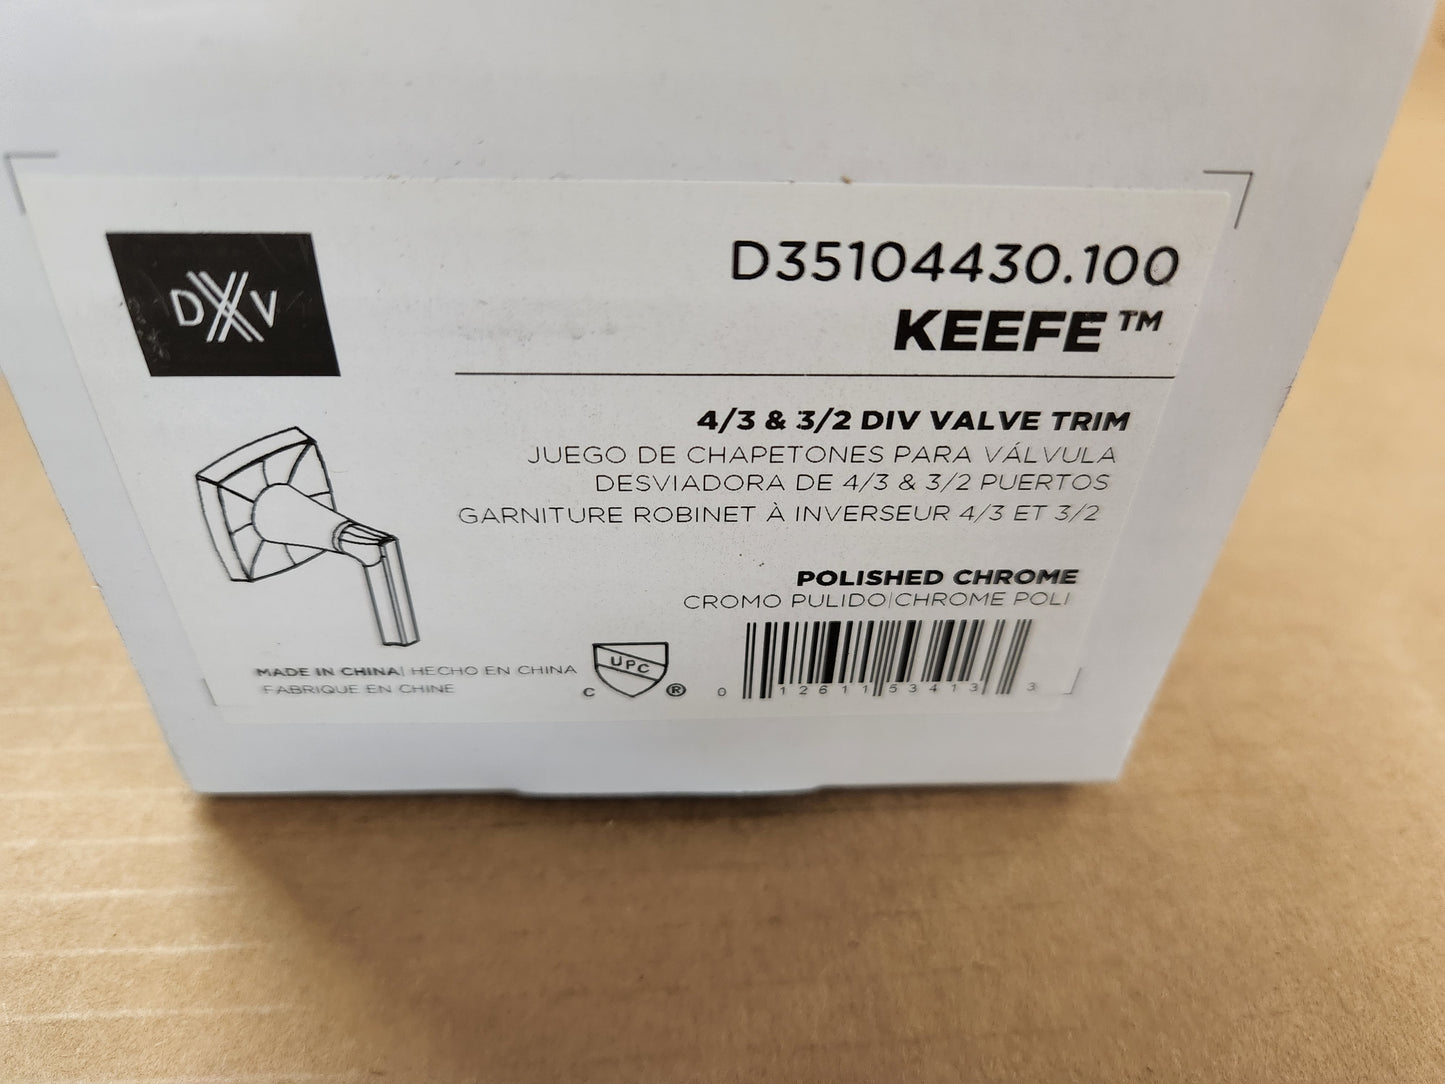 DXV
D35104430.100
KEEFE™
4/3 & 3/2 DIV VALVE TRIM
JUEGO DE CHAPETONES PARA VÁLVULA
DESVIADORA DE 4/3 & 3/2 PUERTOS
GARNITURE ROBINET À INVERSEUR 4/3 ET 3/2
POLISHED CHROME
CROMO PULIDO|CHROME POLI
MADE IN CHINA| HECHO EN CHINA
FABRIQUE EN CHINE
C UPC ®
0 12611 53413 3